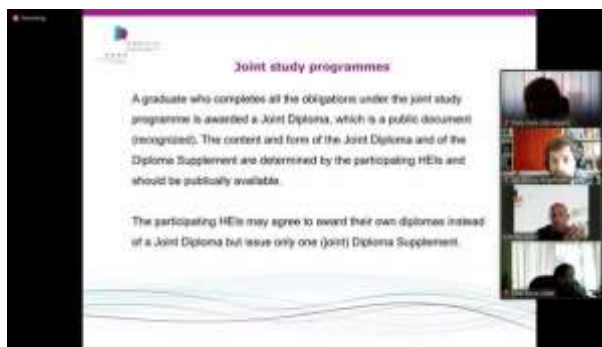 Joint study programmes
A graduate who completes all the obligations under the joint study
programme is awarded a Joint Diploma, which is a public document
(recognized). The content and form of the Joint Diploma and of the
Diploma Supplement are determined by the participating HEIs and
should be publically available.
The participating HEIs may agree to award their own diplomas instead
of a Joint Diploma but issue only one (joint) Diploma Supplement.